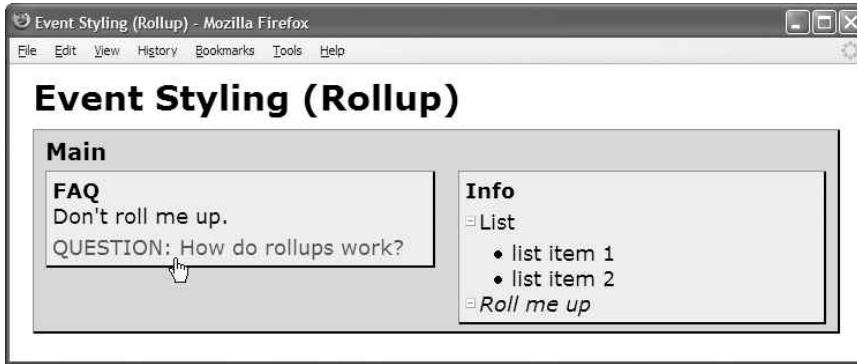 Event Styling (Rollup) - Mozilla Firefox
File Edit View History Bookmarks Tools Help
Event Styling (Rollup)
Main
FAQ
Don't roll me up.
QUESTION: How do rollups work?
Info
List
• list item 1
• list item 2
Roll me up